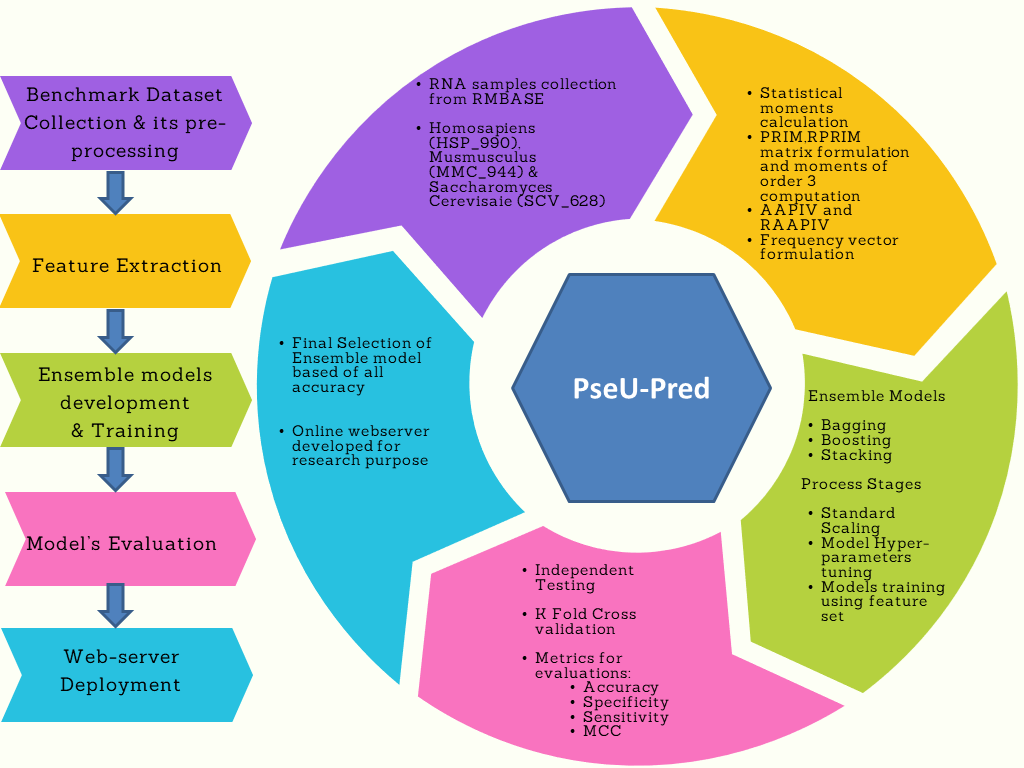 Benchmark Dataset
Collection & its pre-
processing
Feature Extraction
Ensemble models
development
& Training
Model's Evaluation
Web-server
Deployment
• RNA samples collection
from RMBASE
• Homosapiens
(HSP_990),
Musmusculus
(MMC_944) &
Saccharomyces
Cerevisaie (SCV_628)
• Statistical
moments
calculation
• PRIM,RPRIM
matrix formulation
and moments of
order 3
computation
• AAPIV and
RAAPIV
• Frequency vector
formulation
Ensemble Models
• Bagging
• Boosting
• Stacking
Process Stages
• Standard
Scaling
• Model Hyper-
parameters
tuning
• Models training
using feature
set
• Independent
Testing
• K Fold Cross
validation
• Metrics for
evaluations:
• Accuracy
• Specificity
• Sensitivity
• MCC
• Final Selection of
Ensemble model
based of all
accuracy
• Online webserver
developed for
research purpose
PseU-Pred